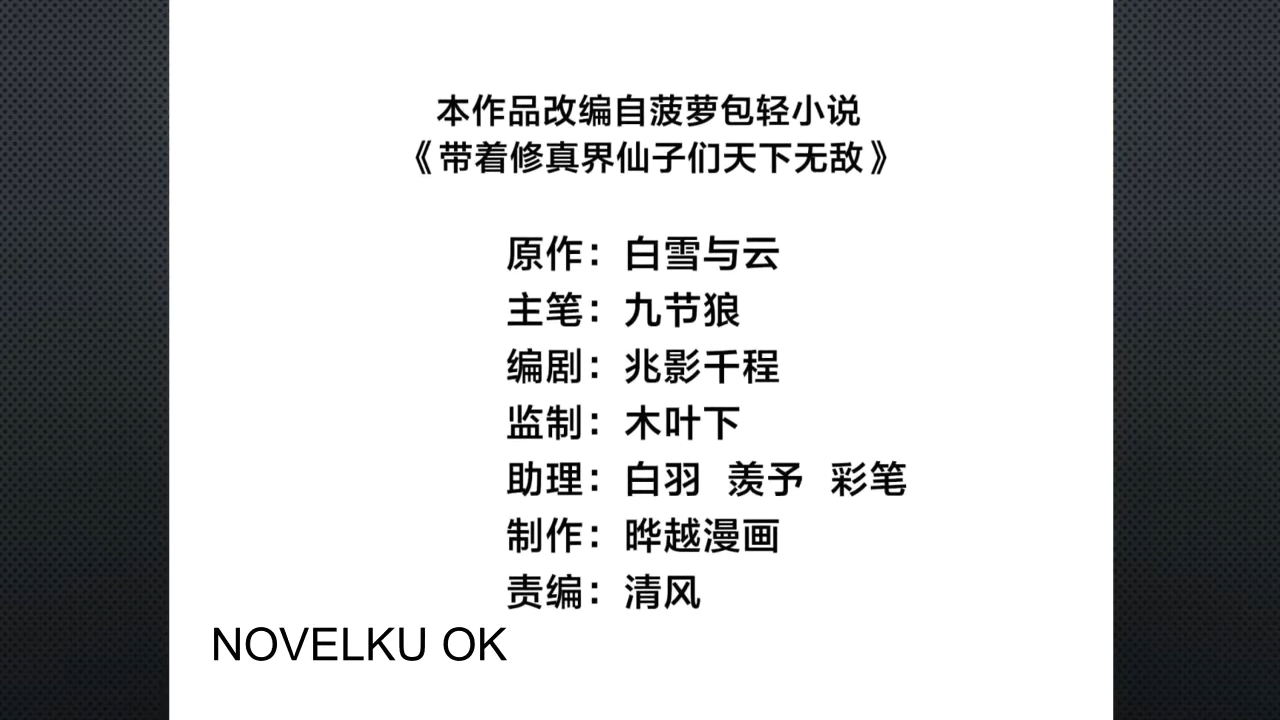 本作品改编自菠萝包轻小说
《带着修真界仙子们天下无敌》
原作：白雪与云
主笔：九节狼
编剧：兆影千程
监制：木叶下
助理：白羽 羡予 彩笔
制作：晔越漫画
责编：清风
NOVELKU OK